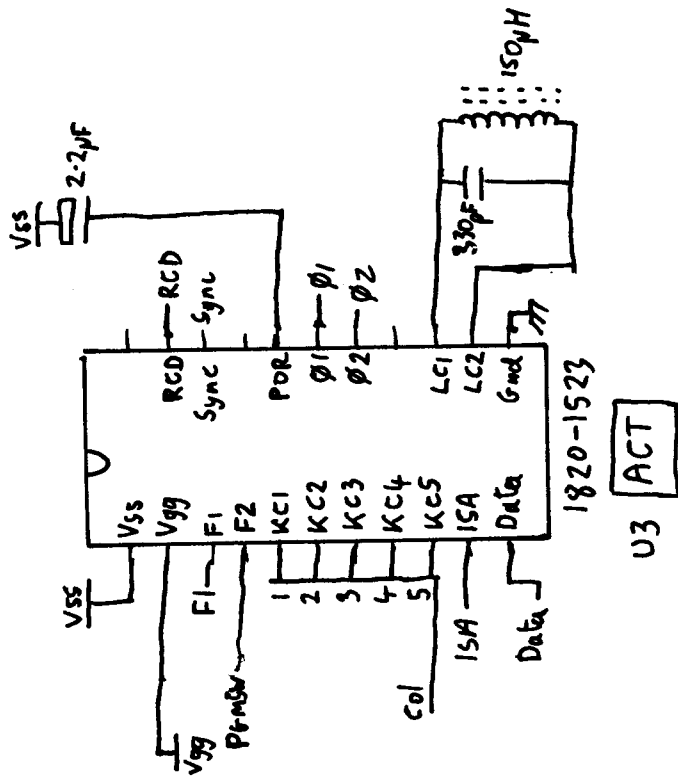 Vss
Vgg
F1
PGMSW
1
2
3
4
5
col
ISA
Data
Vss
Vgg
F1
F2
KC1
KC2
KC3
KC4
KC5
ISA
Data
RCD
Sync
POR
Ø1
Ø2
LC1
LC2
Gnd
RCD
Sync
Ø1
Ø2
Vss
2.2µF
330pF
150µH
1820-1523
U3 ACT